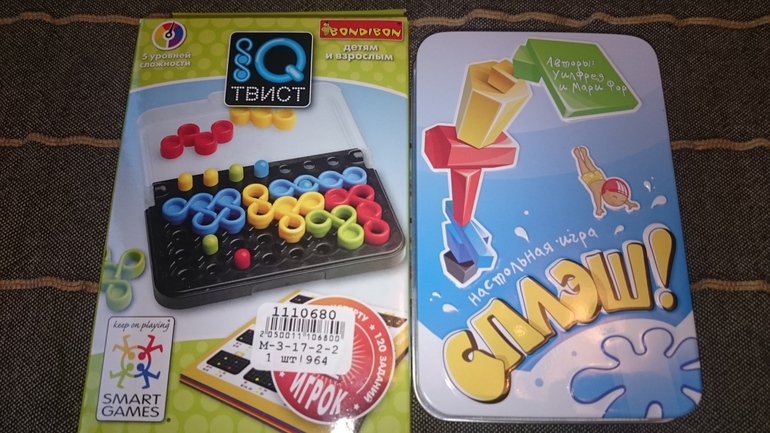 5 уровней
сложности
IQ
ТВИСТ
BONDIBON
детям
и взрослым
1110680
2050011106800
М-3-17-2-2
1 шт 964
120 ЗАДАНИЙ
ИГРОК
keep on playing
SMART
GAMES
Авторы:
Уилфред
и Мари Фор
настольная игра
СПЛЭШ!